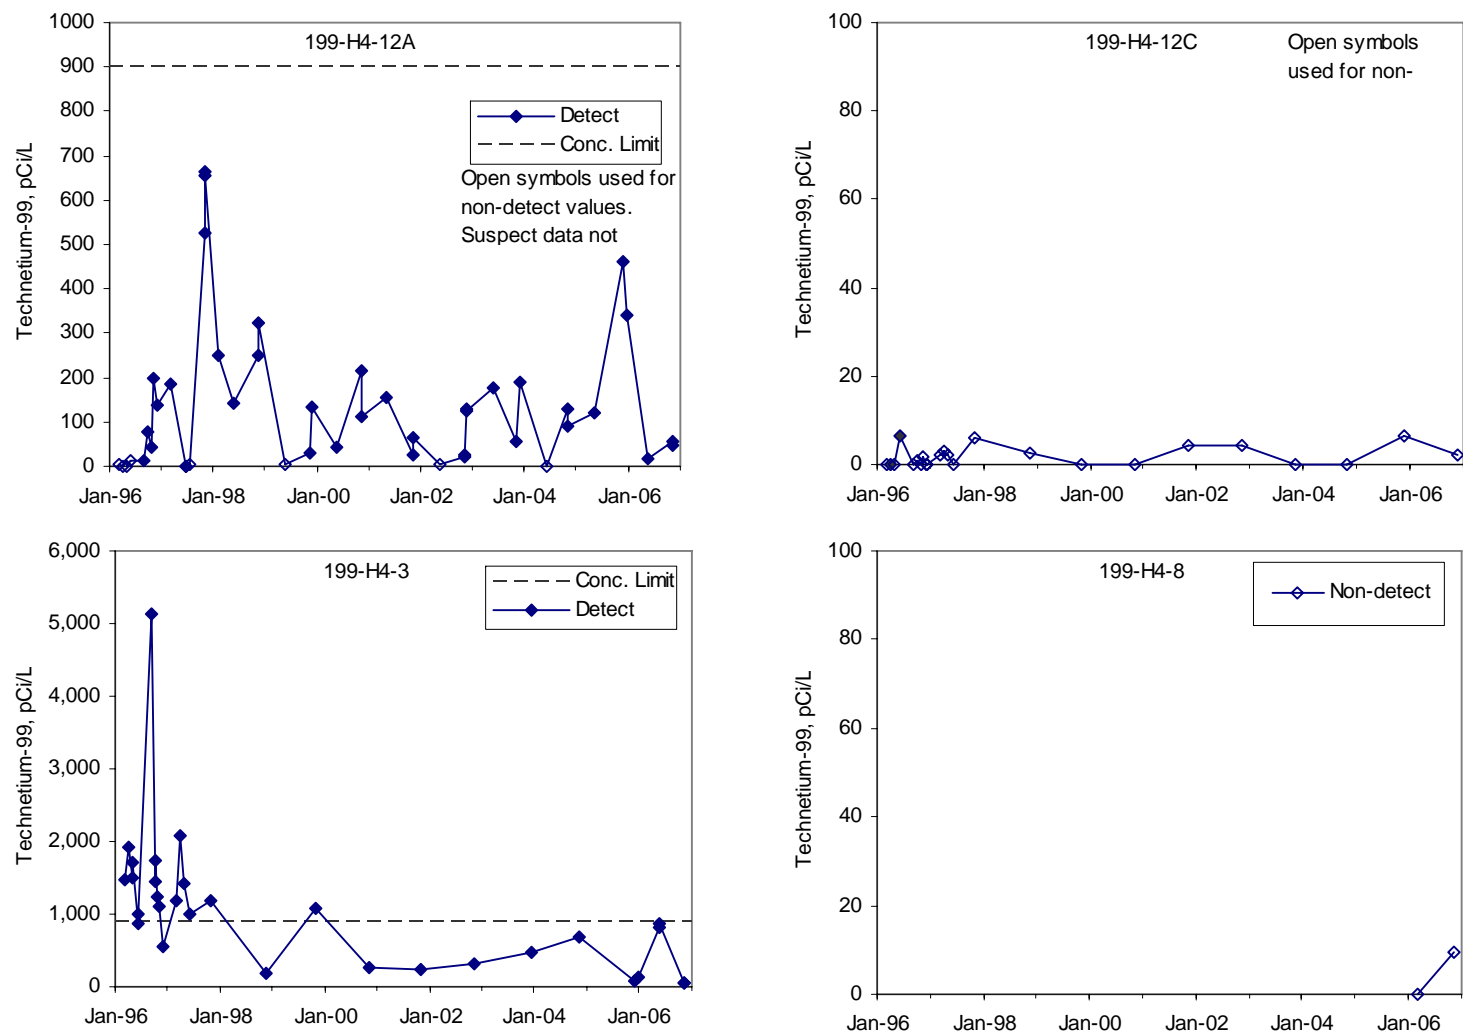 199-H4-12A
Technetium-99, pCi/L
1000
900
800
700
600
500
400
300
200
100
0
Detect
Conc. Limit
Open symbols used for
non-detect values.
Suspect data not
Jan-96 Jan-98 Jan-00 Jan-02 Jan-04 Jan-06
199-H4-12C
Open symbols
used for non-
Technetium-99, pCi/L
100
80
60
40
20
0
Jan-96 Jan-98 Jan-00 Jan-02 Jan-04 Jan-06
199-H4-3
Technetium-99, pCi/L
6,000
5,000
4,000
3,000
2,000
1,000
0
Conc. Limit
Detect
Jan-96 Jan-98 Jan-00 Jan-02 Jan-04 Jan-06
199-H4-8
Technetium-99, pCi/L
100
80
60
40
20
0
Non-detect
Jan-96 Jan-98 Jan-00 Jan-02 Jan-04 Jan-06